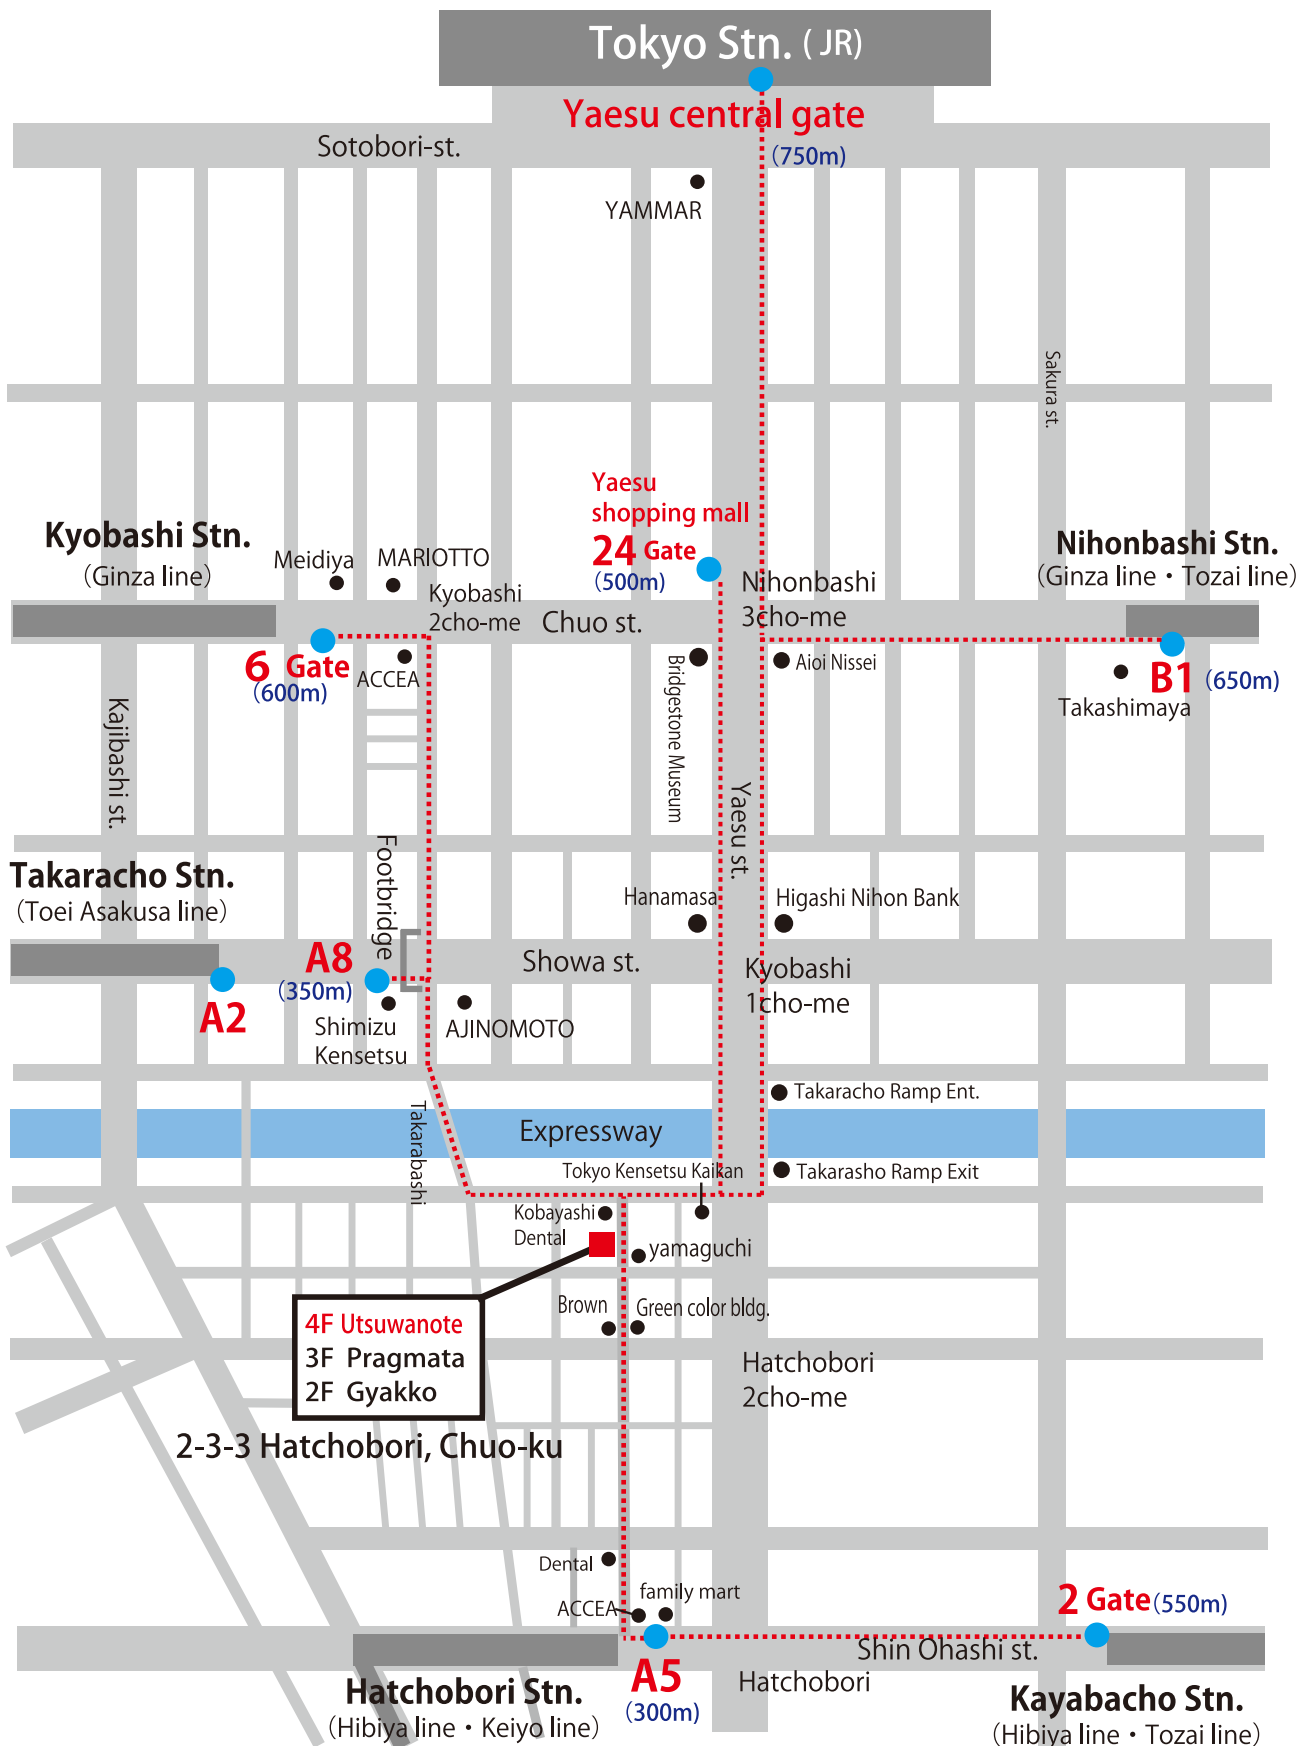 Tokyo Stn. ( JR)
Yaesu central gate
Sotobori-st.
(750m)
YAMMAR
Sakura st.
Yaesu
shopping mall
24 Gate
(500m)
Kyobashi Stn.
(Ginza line)
Meidiya
MARIOTTO
Kyobashi
2cho-me
Chuo st.
Nihonbashi
3cho-me
Nihonbashi Stn.
(Ginza line・Tozai line)
6 Gate
(600m)
ACCEA
Bridgestone Museum
Aioi Nissei
B1 (650m)
Takashimaya
Kajibashi st.
Yaesu st.
Footbridge
Takaracho Stn.
(Toei Asakusa line)
Hanamasa
Higashi Nihon Bank
A8
(350m)
A2
Showa st.
Kyobashi
1cho-me
Shimizu
Kensetsu
AJINOMOTO
Takaracho Ramp Ent.
Takarabashi
Expressway
Tokyo Kensetsu Kaikan
Takarasho Ramp Exit
Kobayashi
Dental
yamaguchi
Brown
Green color bldg.
4F Utsuwanote
3F Pragmata
2F Gyakko
Hatchobori
2cho-me
2-3-3 Hatchobori, Chuo-ku
Dental
family mart
ACCEA
2 Gate (550m)
Shin Ohashi st.
A5
(300m)
Hatchobori
Hatchobori Stn.
(Hibiya line・Keiyo line)
Kayabacho Stn.
(Hibiya line・Tozai line)